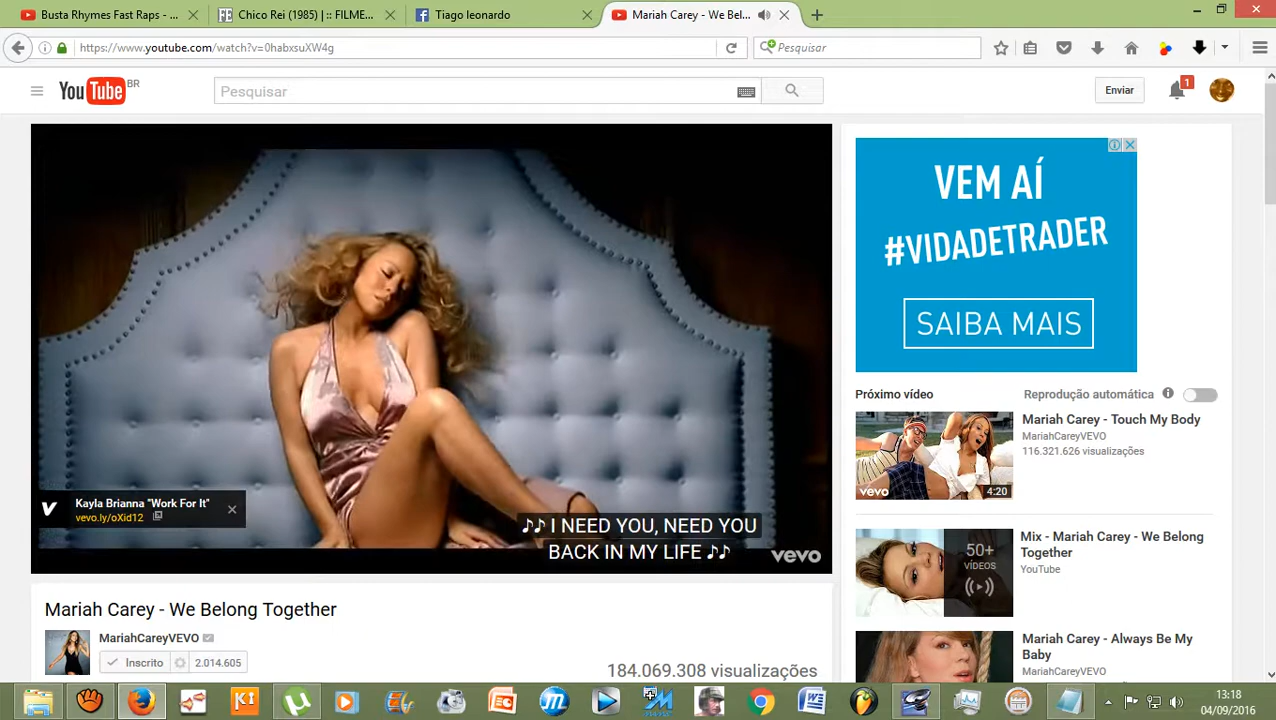 Busta Rhymes Fast Raps - ...
Chico Rei (1985) | :: FILME...
Tiago leonardo
Mariah Carey - We Bel...
https://www.youtube.com/watch?v=0habxsuXW4g
Pesquisar
YouTube BR
Pesquisar
Enviar
1
VEM AÍ
#VIDADETRADER
SAIBA MAIS
Próximo vídeo
Reprodução automática
Mariah Carey - Touch My Body
MariahCareyVEVO
116.321.626 visualizações
vevo
4:20
Kayla Brianna "Work For It"
vevo.ly/oXid12
♪♪ I NEED YOU, NEED YOU
BACK IN MY LIFE ♪♪
vevo
50+
VÍDEOS
Mix - Mariah Carey - We Belong
Together
YouTube
Mariah Carey - We Belong Together
MariahCareyVEVO
Inscrito
2.014.605
184.069.308 visualizações
Mariah Carey - Always Be My
Baby
MariahCareyVEVO
K1
13:18
04/09/2016